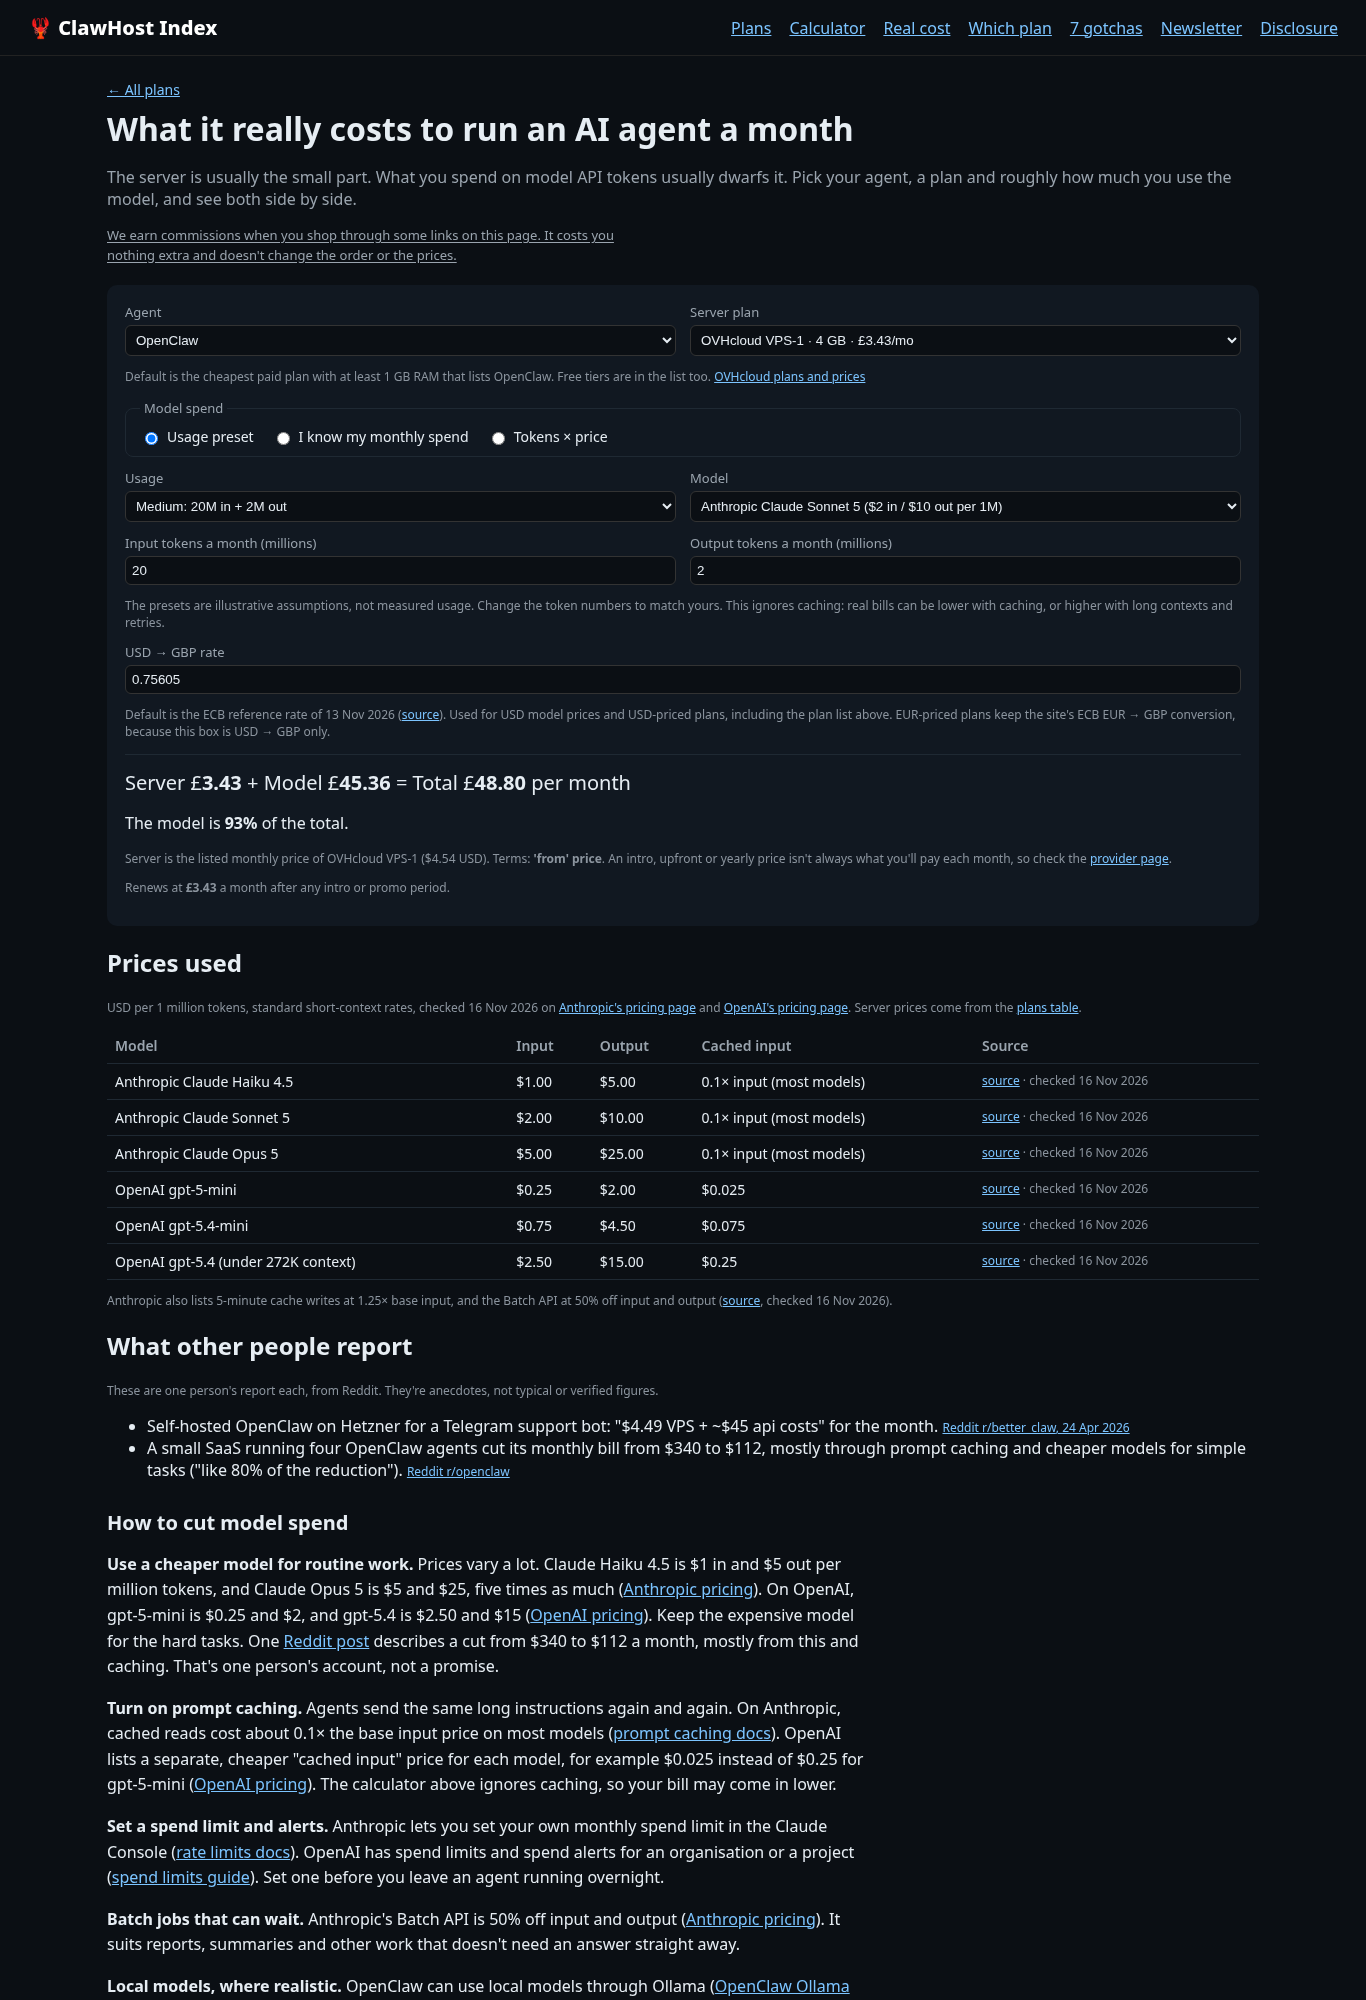 🦞 ClawHost Index
Plans Calculator Real cost Which plan 7 gotchas Newsletter Disclosure
← All plans
What it really costs to run an AI agent a month
The server is usually the small part. What you spend on model API tokens usually dwarfs it. Pick your agent, a plan and roughly how much you use the
model, and see both side by side.
We earn commissions when you shop through some links on this page. It costs you
nothing extra and doesn't change the order or the prices.
Agent Server plan
OpenClaw OVHcloud VPS-1 · 4 GB · £3.43/mo
Default is the cheapest paid plan with at least 1 GB RAM that lists OpenClaw. Free tiers are in the list too. OVHcloud plans and prices
Model spend
Usage preset I know my monthly spend Tokens × price
Usage Model
Medium: 20M in + 2M out Anthropic Claude Sonnet 5 ($2 in / $10 out per 1M)
Input tokens a month (millions) Output tokens a month (millions)
20 2
The presets are illustrative assumptions, not measured usage. Change the token numbers to match yours. This ignores caching: real bills can be lower with caching, or higher with long contexts and
retries.
USD → GBP rate
0.75605
Default is the ECB reference rate of 13 Nov 2026 (source). Used for USD model prices and USD-priced plans, including the plan list above. EUR-priced plans keep the site's ECB EUR → GBP conversion,
because this box is USD → GBP only.
Server £3.43 + Model £45.36 = Total £48.80 per month
The model is 93% of the total.
Server is the listed monthly price of OVHcloud VPS-1 ($4.54 USD). Terms: 'from' price. An intro, upfront or yearly price isn't always what you'll pay each month, so check the provider page.
Renews at £3.43 a month after any intro or promo period.
Prices used
USD per 1 million tokens, standard short-context rates, checked 16 Nov 2026 on Anthropic's pricing page and OpenAI's pricing page. Server prices come from the plans table.
Model Input Output Cached input Source
Anthropic Claude Haiku 4.5 $1.00 $5.00 0.1× input (most models) source · checked 16 Nov 2026
Anthropic Claude Sonnet 5 $2.00 $10.00 0.1× input (most models) source · checked 16 Nov 2026
Anthropic Claude Opus 5 $5.00 $25.00 0.1× input (most models) source · checked 16 Nov 2026
OpenAI gpt-5-mini $0.25 $2.00 $0.025 source · checked 16 Nov 2026
OpenAI gpt-5.4-mini $0.75 $4.50 $0.075 source · checked 16 Nov 2026
OpenAI gpt-5.4 (under 272K context) $2.50 $15.00 $0.25 source · checked 16 Nov 2026
Anthropic also lists 5-minute cache writes at 1.25× base input, and the Batch API at 50% off input and output (source, checked 16 Nov 2026).
What other people report
These are one person's report each, from Reddit. They're anecdotes, not typical or verified figures.
• Self-hosted OpenClaw on Hetzner for a Telegram support bot: "$4.49 VPS + ~$45 api costs" for the month. Reddit r/better_claw, 24 Apr 2026
• A small SaaS running four OpenClaw agents cut its monthly bill from $340 to $112, mostly through prompt caching and cheaper models for simple
tasks ("like 80% of the reduction"). Reddit r/openclaw
How to cut model spend
Use a cheaper model for routine work. Prices vary a lot. Claude Haiku 4.5 is $1 in and $5 out per
million tokens, and Claude Opus 5 is $5 and $25, five times as much (Anthropic pricing). On OpenAI,
gpt-5-mini is $0.25 and $2, and gpt-5.4 is $2.50 and $15 (OpenAI pricing). Keep the expensive model
for the hard tasks. One Reddit post describes a cut from $340 to $112 a month, mostly from this and
caching. That's one person's account, not a promise.
Turn on prompt caching. Agents send the same long instructions again and again. On Anthropic,
cached reads cost about 0.1× the base input price on most models (prompt caching docs). OpenAI
lists a separate, cheaper "cached input" price for each model, for example $0.025 instead of $0.25 for
gpt-5-mini (OpenAI pricing). The calculator above ignores caching, so your bill may come in lower.
Set a spend limit and alerts. Anthropic lets you set your own monthly spend limit in the Claude
Console (rate limits docs). OpenAI has spend limits and spend alerts for an organisation or a project
(spend limits guide). Set one before you leave an agent running overnight.
Batch jobs that can wait. Anthropic's Batch API is 50% off input and output (Anthropic pricing). It
suits reports, summaries and other work that doesn't need an answer straight away.
Local models, where realistic. OpenClaw can use local models through Ollama (OpenClaw Ollama